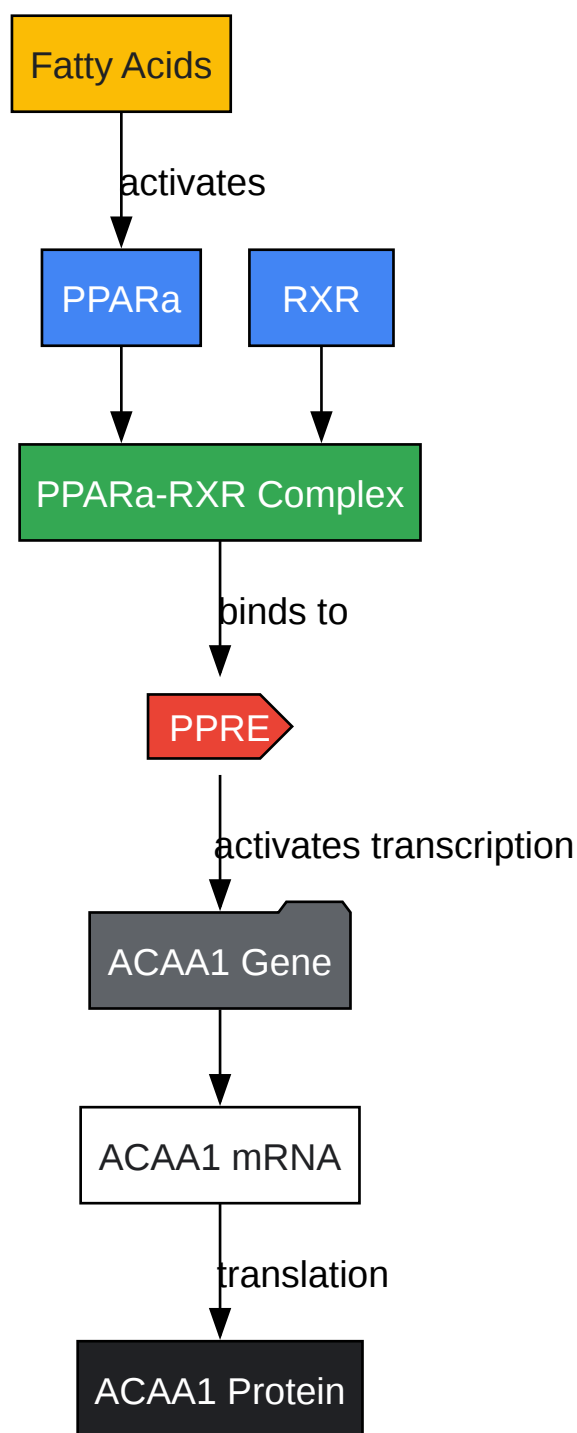 Fatty Acids
activates
PPARa
RXR
PPARa-RXR Complex
binds to
PPRE
activates transcription
ACAA1 Gene
ACAA1 mRNA
translation
ACAA1 Protein